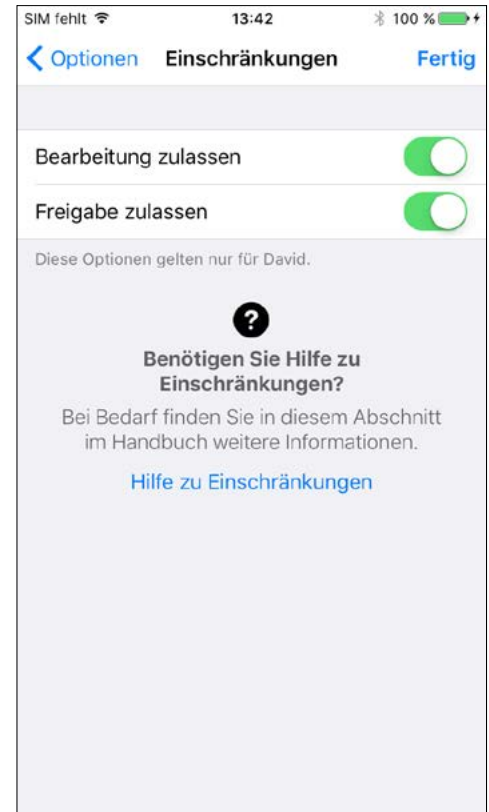 SIM fehlt 13:42 100 %
Optionen Einschränkungen Fertig
Bearbeitung zulassen
Freigabe zulassen
Diese Optionen gelten nur für David.
?
Benötigen Sie Hilfe zu
Einschränkungen?
Bei Bedarf finden Sie in diesem Abschnitt
im Handbuch weitere Informationen.
Hilfe zu Einschränkungen